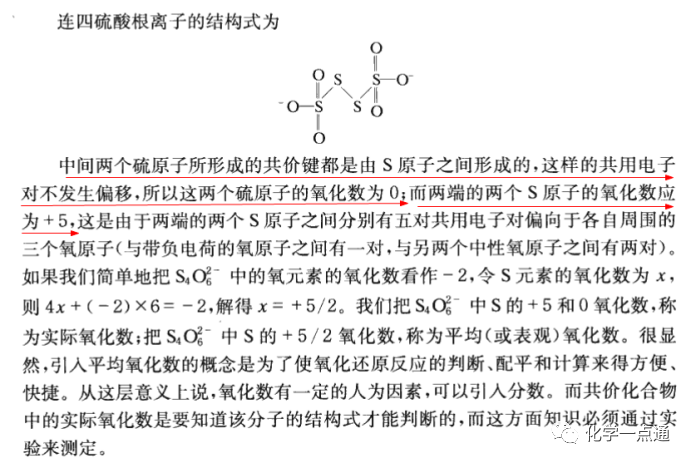 连四硫酸根离子的结构式为
O
O S S—O⁻
⁻O—S S O
O
中间两个硫原子所形成的共价键都是由 S 原子之间形成的,这样的共用电子
对不发生偏移,所以这两个硫原子的氧化数为 0;而两端的两个 S 原子的氧化数应
为 +5,这是由于两端的两个 S 原子之间分别有五对共用电子对偏向于各自周围的
三个氧原子(与带负电荷的氧原子之间有一对,与另两个中性氧原子之间有两对)。
如果我们简单地把 S₄O₆²⁻ 中的氧元素的氧化数看作 -2,令 S 元素的氧化数为 x,
则 4x + (-2)×6 = -2,解得 x = +5/2。我们把 S₄O₆²⁻ 中 S 的 +5 和 0 氧化数,称
为实际氧化数;把 S₄O₆²⁻ 中 S 的 +5/2 氧化数,称为平均(或表观)氧化数。很显
然,引入平均氧化数的概念是为了使氧化还原反应的判断、配平和计算来得方便、
快捷。从这层意义上说,氧化数有一定的人为因素,可以引入分数。而共价化合物
中的实际氧化数是要知道该分子的结构式才能判断的,而这方面知识必须通过实
验来测定。
化学一点通